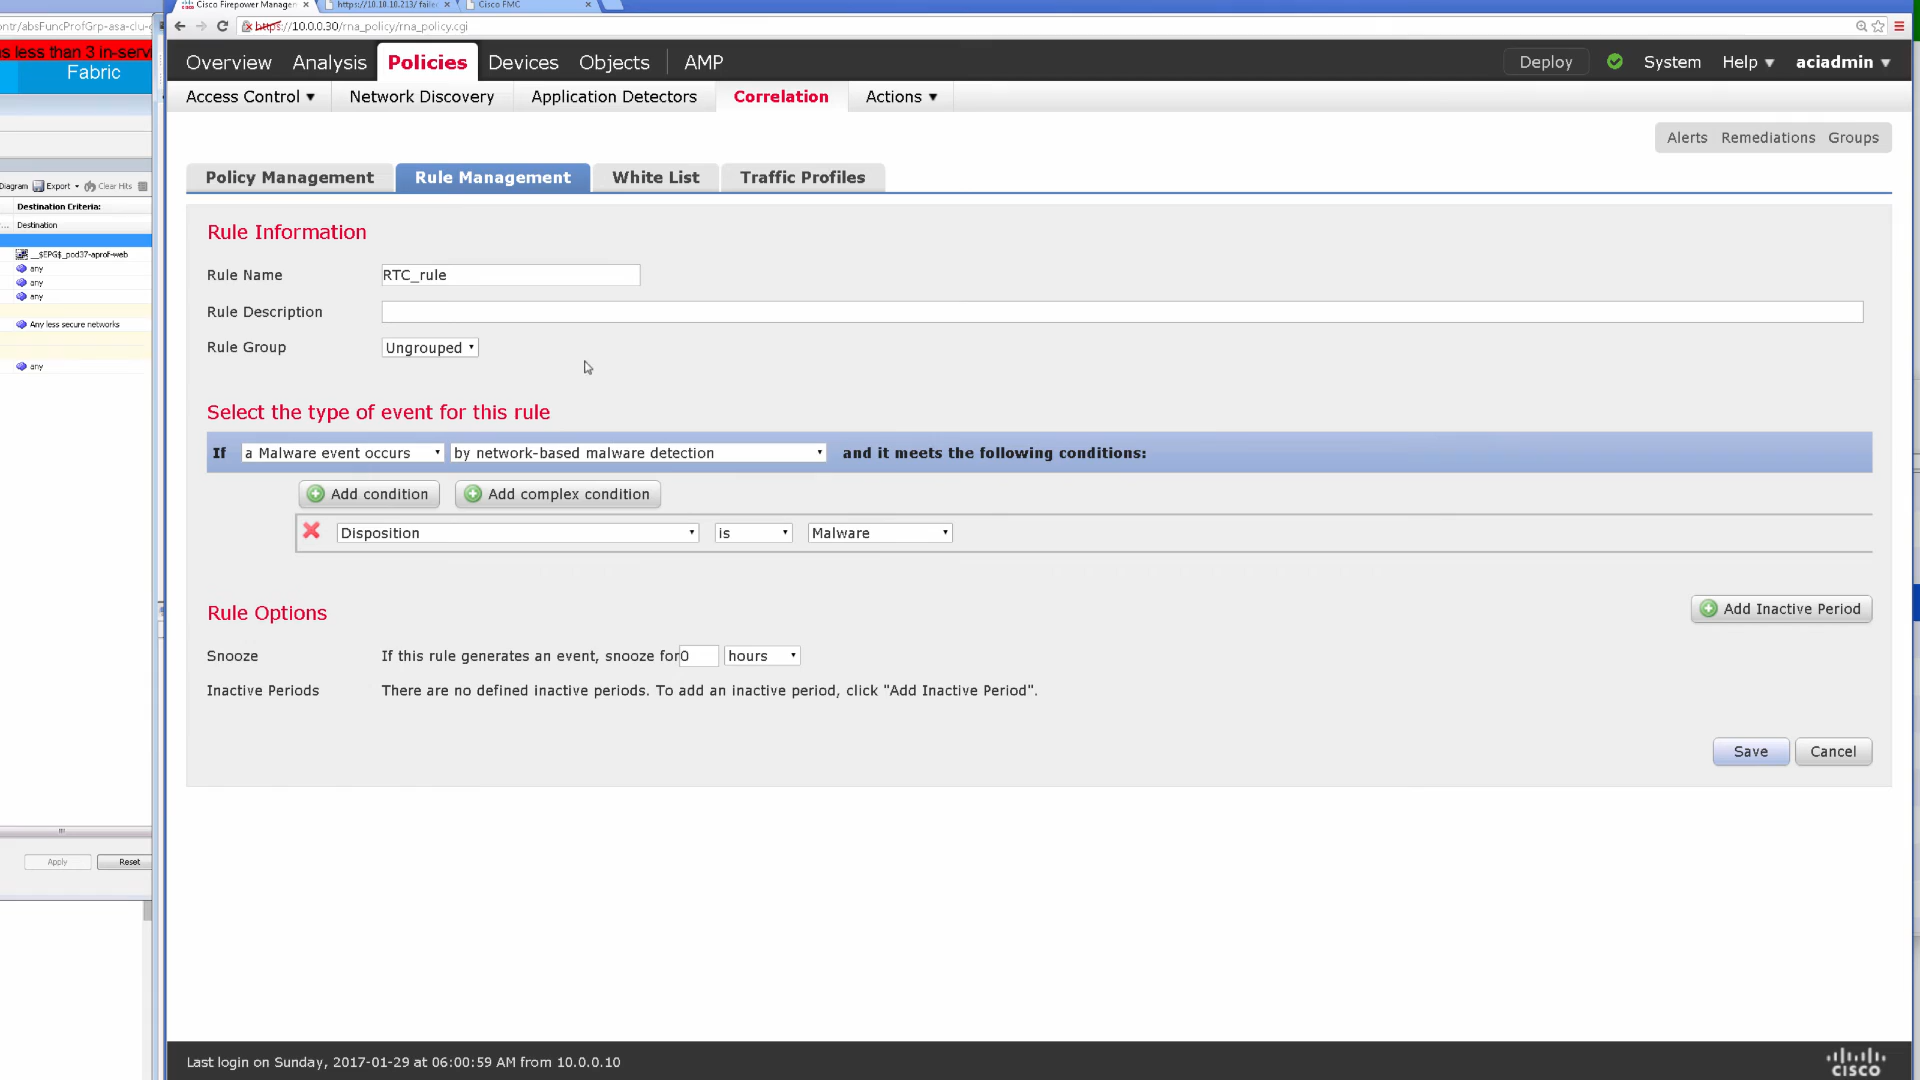 Cisco Firepower Managem
https://10.10.10.213/ failed
Cisco FMC
ontr/absFuncProfGrp-asa-clu-g
https://10.0.0.30/rna_policy/rna_policy.cgi
s less than 3 in-serv
Fabric
Overview Analysis Policies Devices Objects AMP
Deploy System Help aciadmin
Access Control Network Discovery Application Detectors Correlation Actions
Alerts Remediations Groups
Policy Management Rule Management White List Traffic Profiles
Diagram Export Clear Hits
Destination Criteria:
Destination
__$EPG$_pod37-aprof-web
any
any
any
Any less secure networks
any
Apply Reset
Rule Information
Rule Name RTC_rule
Rule Description
Rule Group Ungrouped
Select the type of event for this rule
If a Malware event occurs by network-based malware detection and it meets the following conditions:
Add condition Add complex condition
Disposition is Malware
Rule Options
Add Inactive Period
Snooze If this rule generates an event, snooze for 0 hours
Inactive Periods There are no defined inactive periods. To add an inactive period, click "Add Inactive Period".
Save Cancel
Last login on Sunday, 2017-01-29 at 06:00:59 AM from 10.0.0.10
CISCO